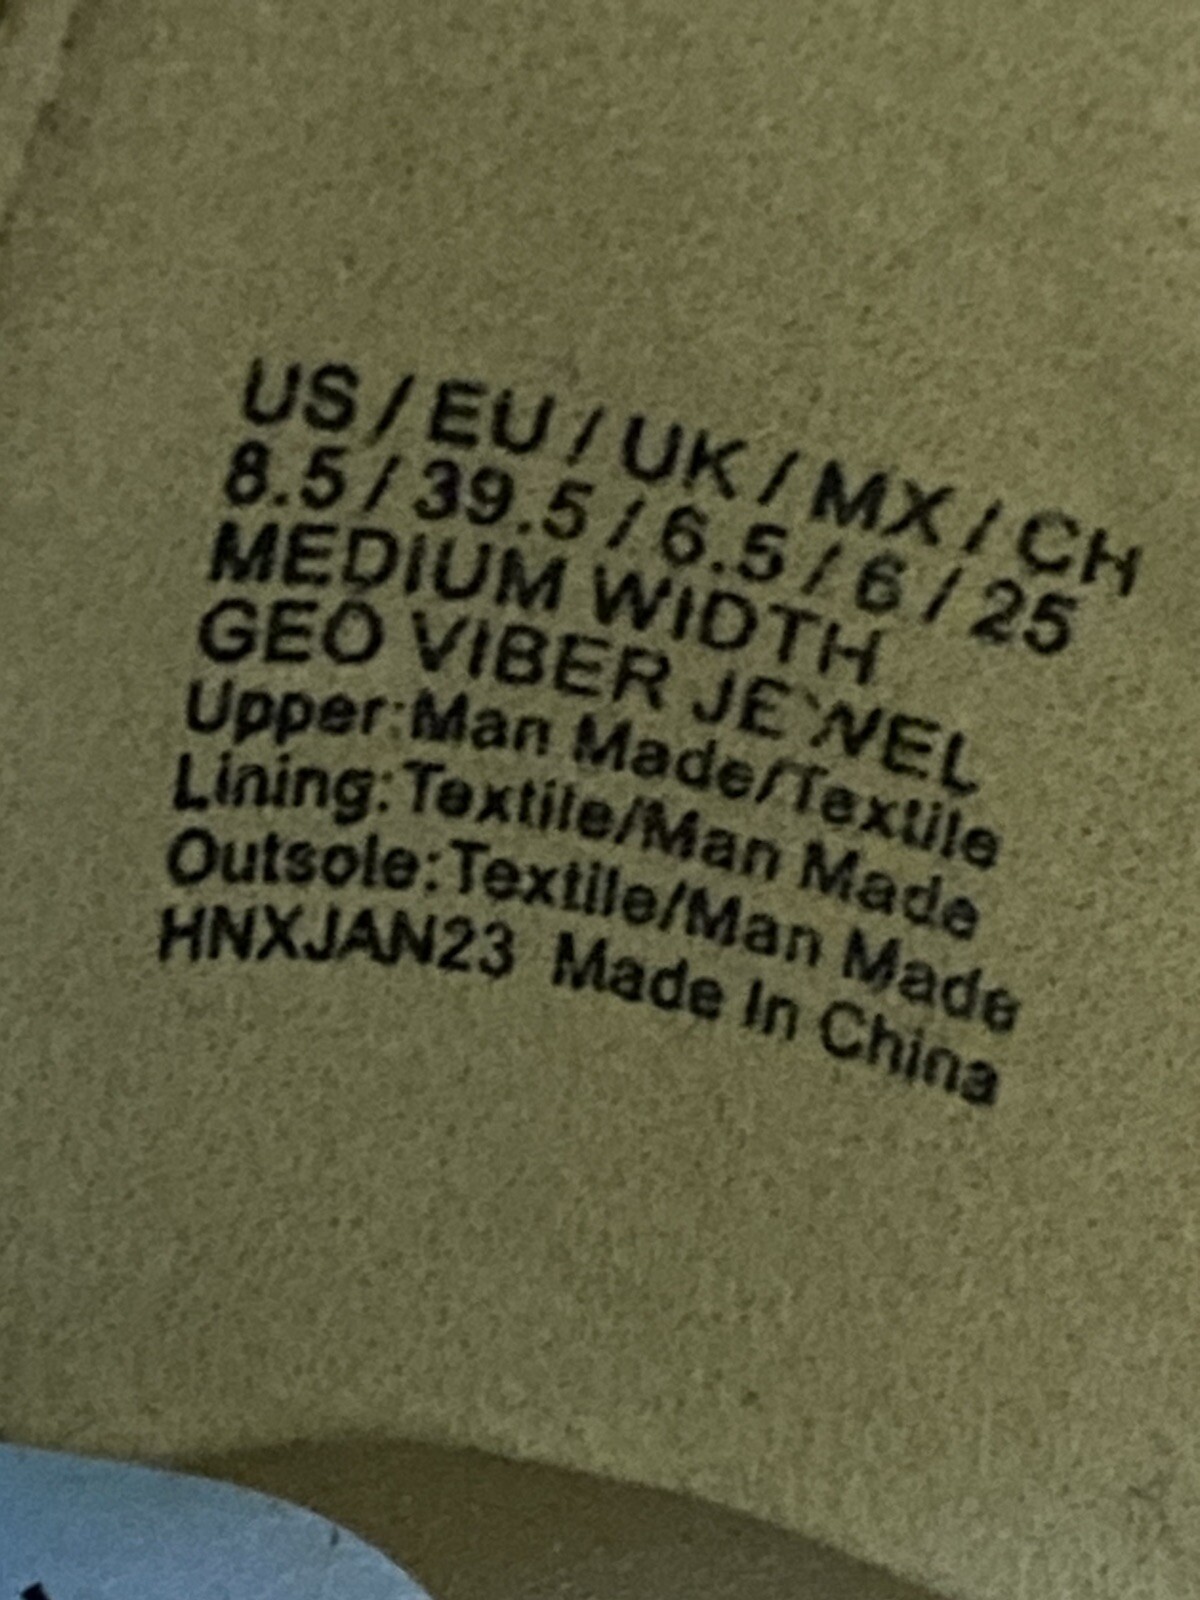 US / EU / UK / MX / CH
8.5 / 39.5 / 6.5 / 6 / 25
MEDIUM WIDTH
GEO VIBER JEWEL
Upper:Man Made/Textile
Lining:Textile/Man Made
Outsole:Textile/Man Made
HNXJAN23 Made In China